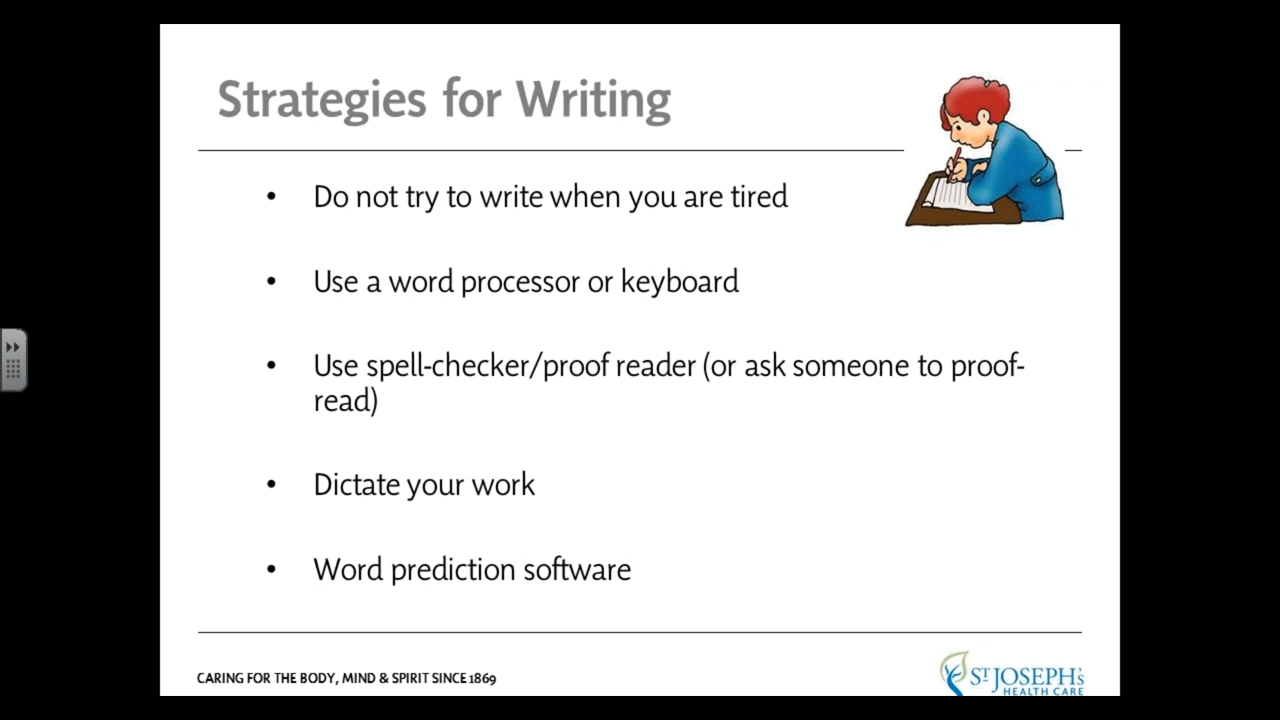 Strategies for Writing
• Do not try to write when you are tired
• Use a word processor or keyboard
• Use spell-checker/proof reader (or ask someone to proof-
read)
• Dictate your work
• Word prediction software
CARING FOR THE BODY, MIND & SPIRIT SINCE 1869
ST JOSEPH'S
HEALTH CARE